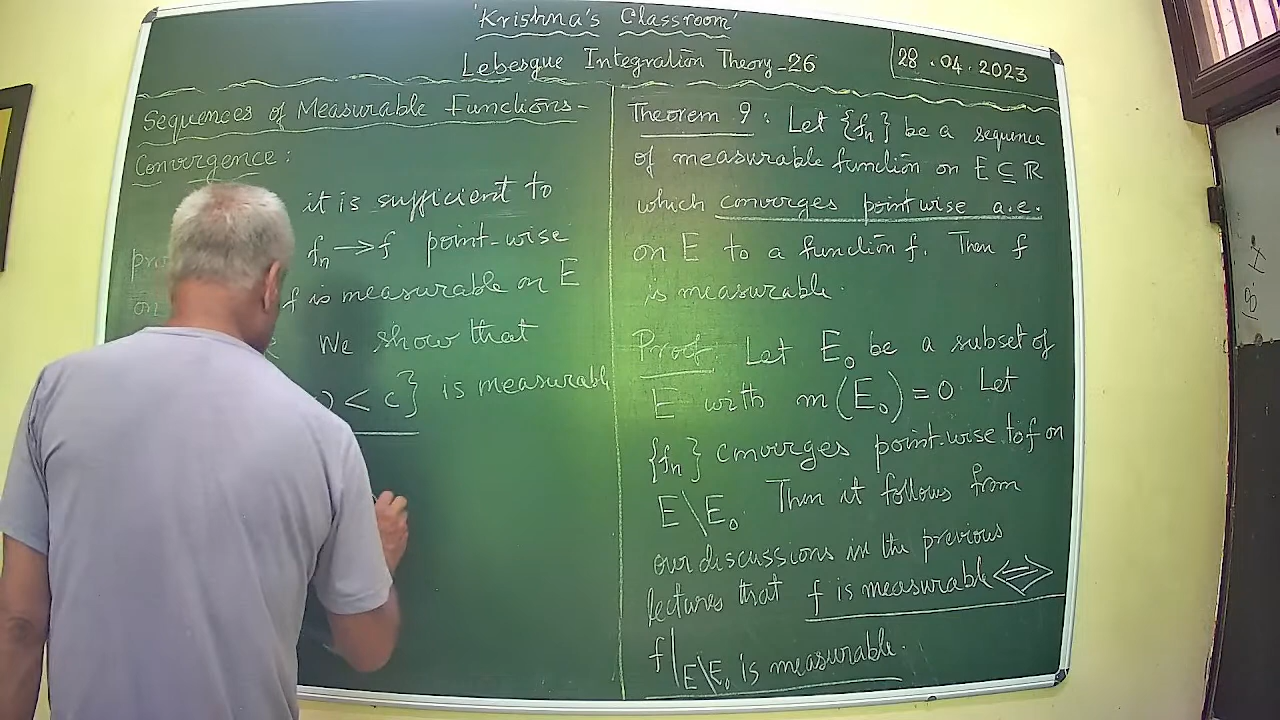 'Krishna's Classroom'
Lebesgue Integration Theory-26
28.04.2023
Sequences of Measurable Functions-
Convergence:
it is sufficient to
fn → f point-wise
on f is measurable on E
We show that
< c} is measurable
Theorem 9: Let {fn} be a sequence
of measurable function on E ⊆ ℝ
which converges pointwise a.e.
on E to a function f. Then f
is measurable.
Proof: Let E₀ be a subset of
E with m(E₀) = 0. Let
{fn} converges point-wise to f on
E\E₀. Then it follows from
our discussions in the previous
lectures that f is measurable ⟺
f|E\E₀ is measurable.